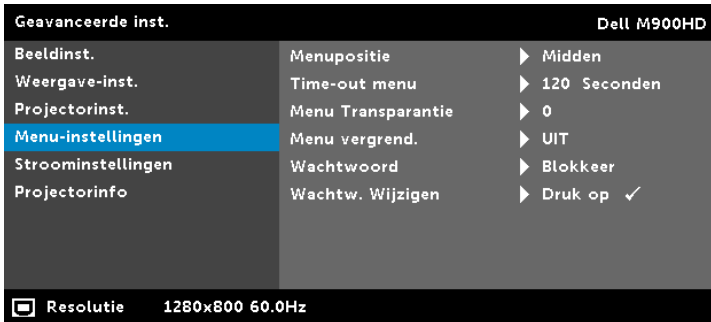 Geavanceerde inst. Dell M900HD
Beeldinst. Menupositie Midden
Weergave-inst. Time-out menu 120 Seconden
Projectorinst. Menu Transparantie 0
Menu-instellingen Menu vergrend. UIT
Stroominstellingen Wachtwoord Blokkeer
Projectorinfo Wachtw. Wijzigen Druk op ✓
Resolutie 1280x800 60.0Hz